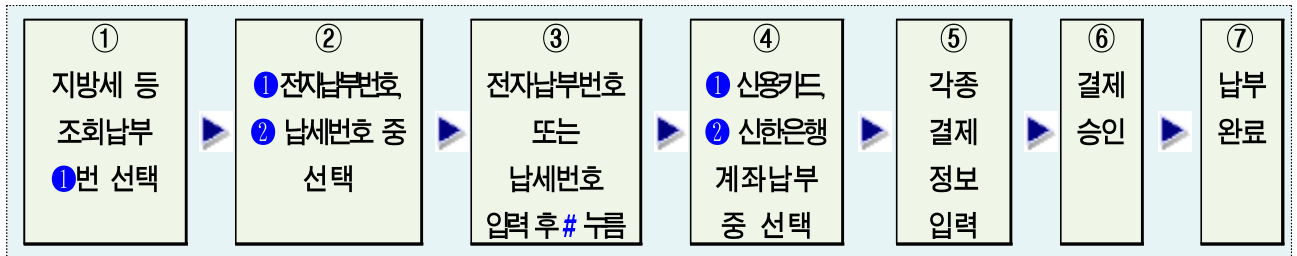 ①
지방세 등
조회납부
❶번 선택
②
❶전자납부번호,
❷ 납세번호 중
선택
③
전자납부번호
또는
납세번호
입력 후 # 누름
④
❶ 신용카드,
❷ 신한은행
계좌납부
중 선택
⑤
각종
결제
정보
입력
⑥
결제
승인
⑦
납부
완료